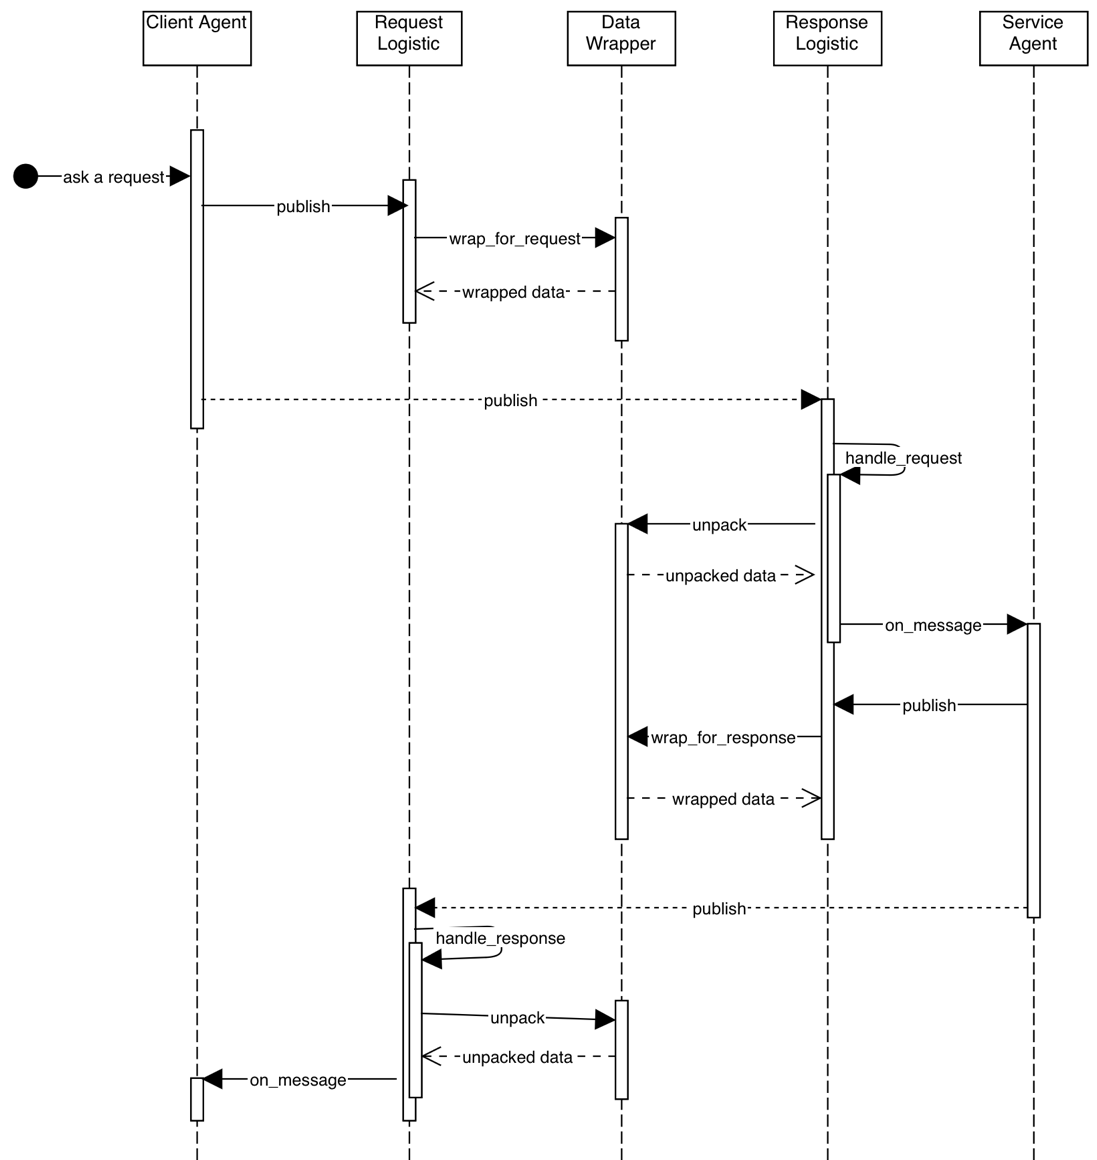 Client Agent
Request
Logistic
Data
Wrapper
Response
Logistic
Service
Agent
ask a request
publish
wrap_for_request
wrapped data
publish
handle_request
unpack
unpacked data
on_message
publish
wrap_for_response
wrapped data
publish
handle_response
unpack
unpacked data
on_message